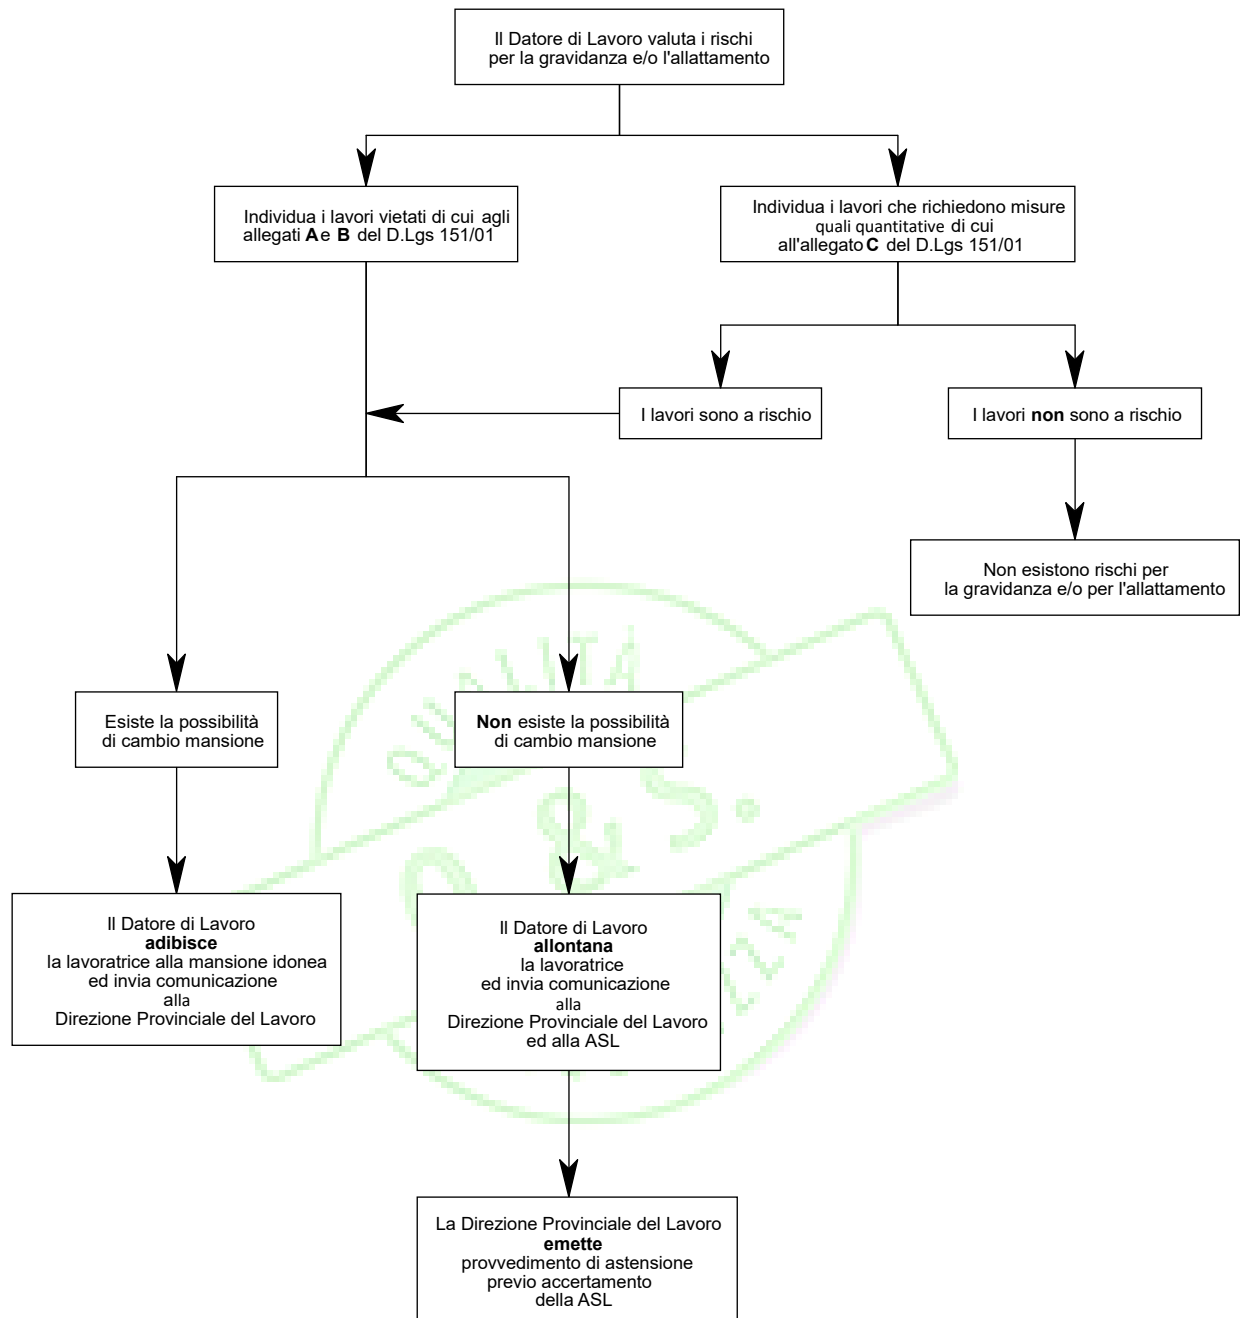 Il Datore di Lavoro valuta i rischi
per la gravidanza e/o l'allattamento
Individua i lavori vietati di cui agli
allegati A e B del D.Lgs 151/01
Individua i lavori che richiedono misure
quali quantitative di cui
all'allegato C del D.Lgs 151/01
I lavori sono a rischio
I lavori non sono a rischio
Non esistono rischi per
la gravidanza e/o per l'allattamento
Esiste la possibilità
di cambio mansione
Non esiste la possibilità
di cambio mansione
Il Datore di Lavoro
adibisce
la lavoratrice alla mansione idonea
ed invia comunicazione
alla
Direzione Provinciale del Lavoro
Il Datore di Lavoro
allontana
la lavoratrice
ed invia comunicazione
alla
Direzione Provinciale del Lavoro
ed alla ASL
La Direzione Provinciale del Lavoro
emette
provvedimento di astensione
previo accertamento
della ASL
QUALITÀ
& S.